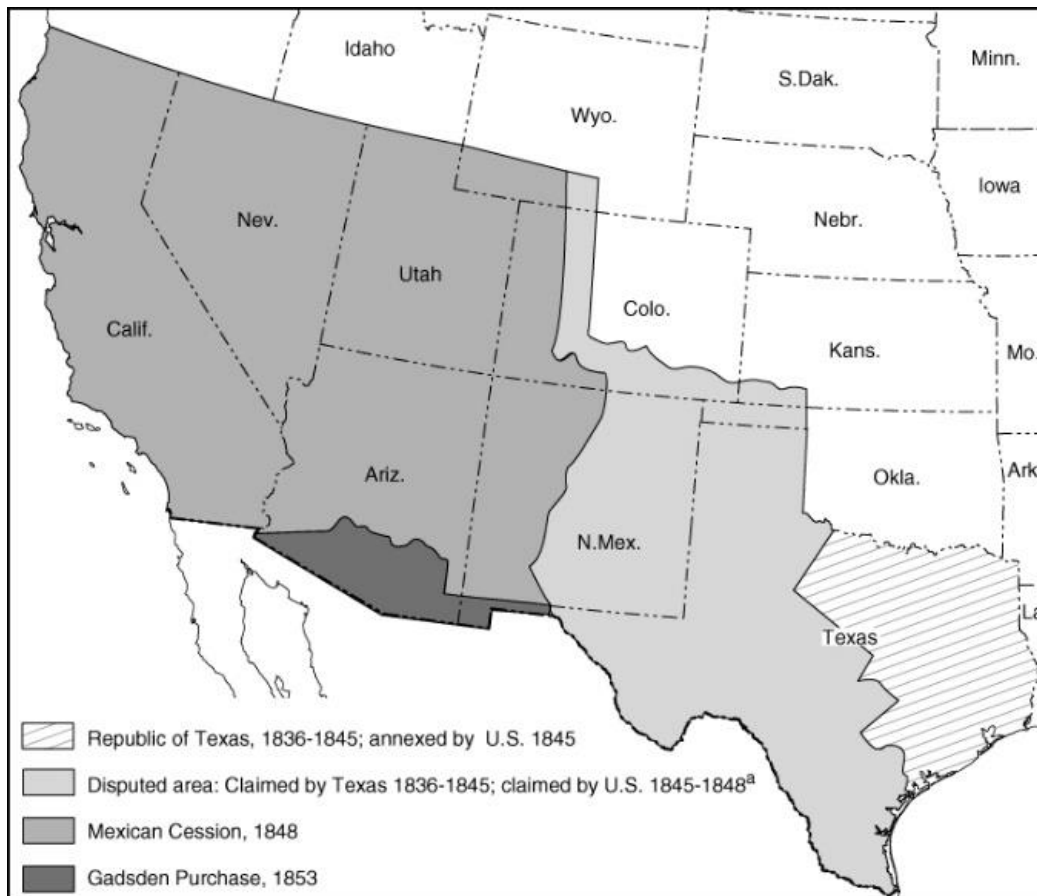 Idaho
Minn.
S.Dak.
Wyo.
Iowa
Nev.
Nebr.
Utah
Colo.
Calif.
Kans.
Mo.
Ariz.
Okla.
Ark
N.Mex.
Texas
La
Republic of Texas, 1836-1845; annexed by U.S. 1845
Disputed area: Claimed by Texas 1836-1845; claimed by U.S. 1845-1848a
Mexican Cession, 1848
Gadsden Purchase, 1853